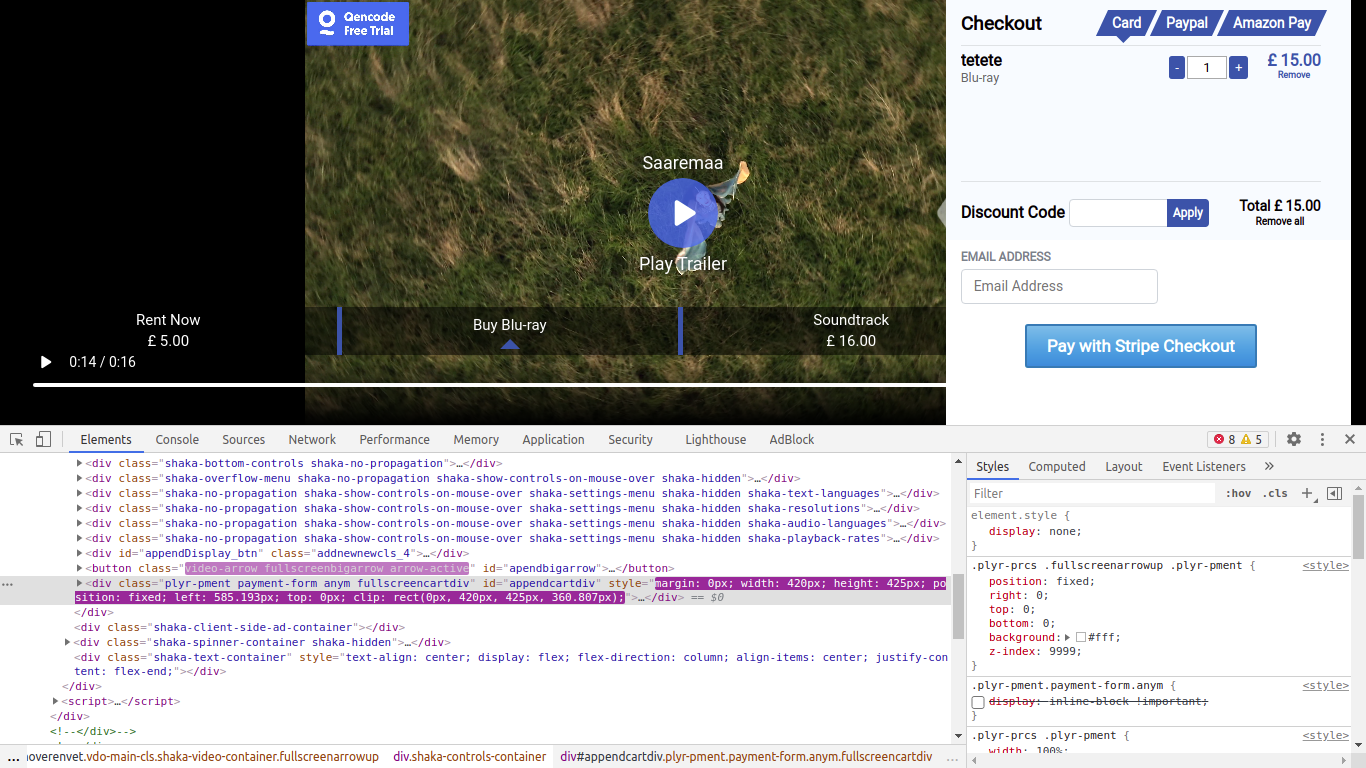 Qencode
Free Trial
Saaremaa
Play Trailer
Rent Now
£ 5.00
Buy Blu-ray
Soundtrack
£ 16.00
0:14 / 0:16
Checkout
Card
Paypal
Amazon Pay
tetete
Blu-ray
-
1
+
£ 15.00
Remove
Discount Code
Apply
Total £ 15.00
Remove all
EMAIL ADDRESS
Email Address
Pay with Stripe Checkout
Elements Console Sources Network Performance Memory Application Security Lighthouse AdBlock 8 5
<div class="shaka-bottom-controls shaka-no-propagation">…</div>
<div class="shaka-overflow-menu shaka-no-propagation shaka-show-controls-on-mouse-over shaka-hidden">…</div>
<div class="shaka-no-propagation shaka-show-controls-on-mouse-over shaka-settings-menu shaka-hidden shaka-text-languages">…</div>
<div class="shaka-no-propagation shaka-show-controls-on-mouse-over shaka-settings-menu shaka-hidden shaka-resolutions">…</div>
<div class="shaka-no-propagation shaka-show-controls-on-mouse-over shaka-settings-menu shaka-hidden shaka-audio-languages">…</div>
<div class="shaka-no-propagation shaka-show-controls-on-mouse-over shaka-settings-menu shaka-hidden shaka-playback-rates">…</div>
<div id="appendDisplay_btn" class="addnewnewcls_4">…</div>
<button class="video-arrow fullscreenbigarrow arrow-active" id="apendbigarrow">…</button>
<div class="plyr-pment payment-form anym fullscreencartdiv" id="appendcartdiv" style="margin: 0px; width: 420px; height: 425px; po
sition: fixed; left: 585.193px; top: 0px; clip: rect(0px, 420px, 425px, 360.807px);">…</div> == $0
</div>
<div class="shaka-client-side-ad-container"></div>
<div class="shaka-spinner-container shaka-hidden">…</div>
<div class="shaka-text-container" style="text-align: center; display: flex; flex-direction: column; align-items: center; justify-con
tent: flex-end;"></div>
</div>
<script>…</script>
</div>
<!--</div>-->
overenvet.vdo-main-cls.shaka-video-container.fullscreenarrowup div.shaka-controls-container div#appendcartdiv.plyr-pment.payment-form.anym.fullscreencartdiv
Styles Computed Layout Event Listeners
Filter :hov .cls +
element.style {
display: none;
}
.plyr-prcs .fullscreenarrowup .plyr-pment { <style>
position: fixed;
right: 0;
top: 0;
bottom: 0;
background: #fff;
z-index: 9999;
}
.plyr-pment.payment-form.anym { <style>
display: inline-block !important;
}
.plyr-prcs .plyr-pment { <style>
width: 100%;